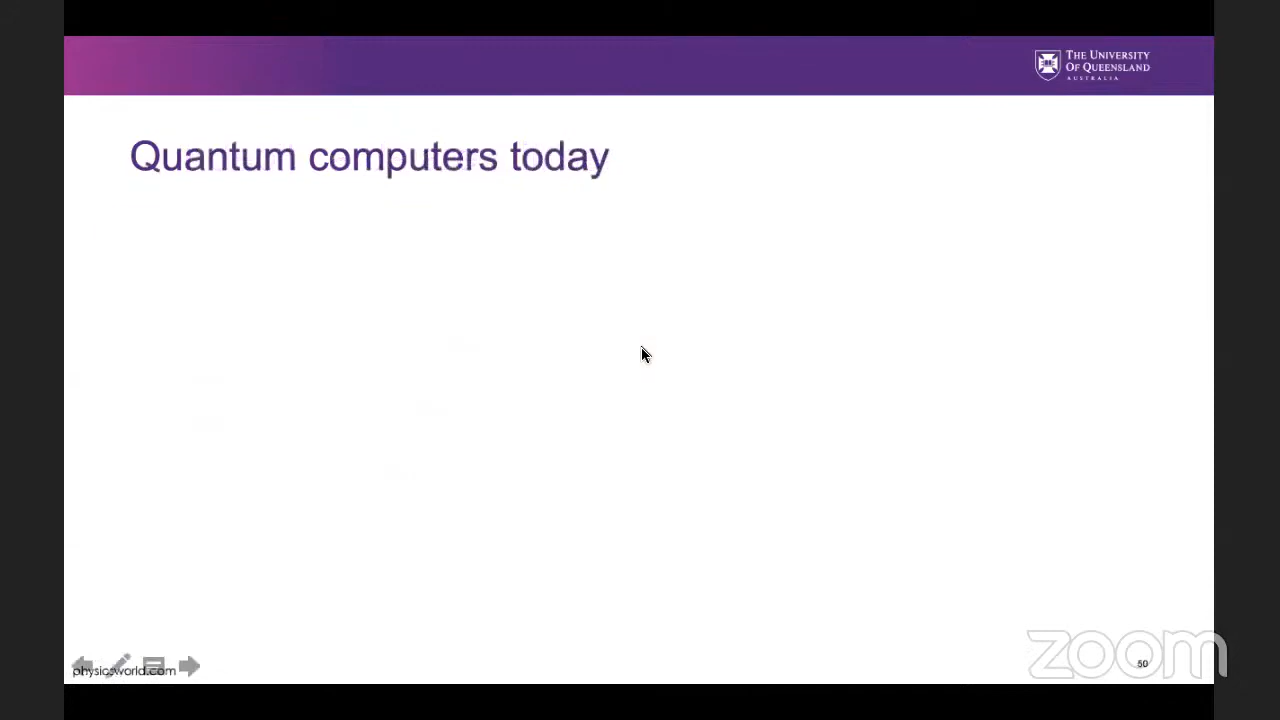 THE UNIVERSITY
OF QUEENSLAND
AUSTRALIA
Quantum computers today
physicsworld.com
50
zoom